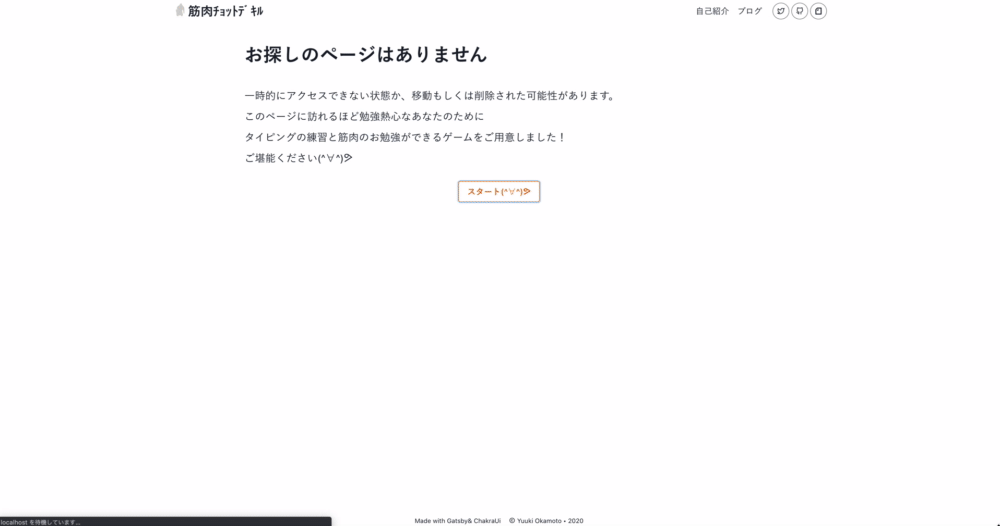 筋肉ﾁｮｯﾄﾃﾞｷﾙ
自己紹介 ブログ
お探しのページはありません
一時的にアクセスできない状態か、移動もしくは削除された可能性があります。
このページに訪れるほど勉強熱心なあなたのために
タイピングの練習と筋肉のお勉強ができるゲームをご用意しました！
ご堪能ください(^∀^)𐤔
スタート(^∀^)𐤔
localhost を待機しています...
Made with Gatsby& ChakraUi © Yuuki Okamoto • 2020